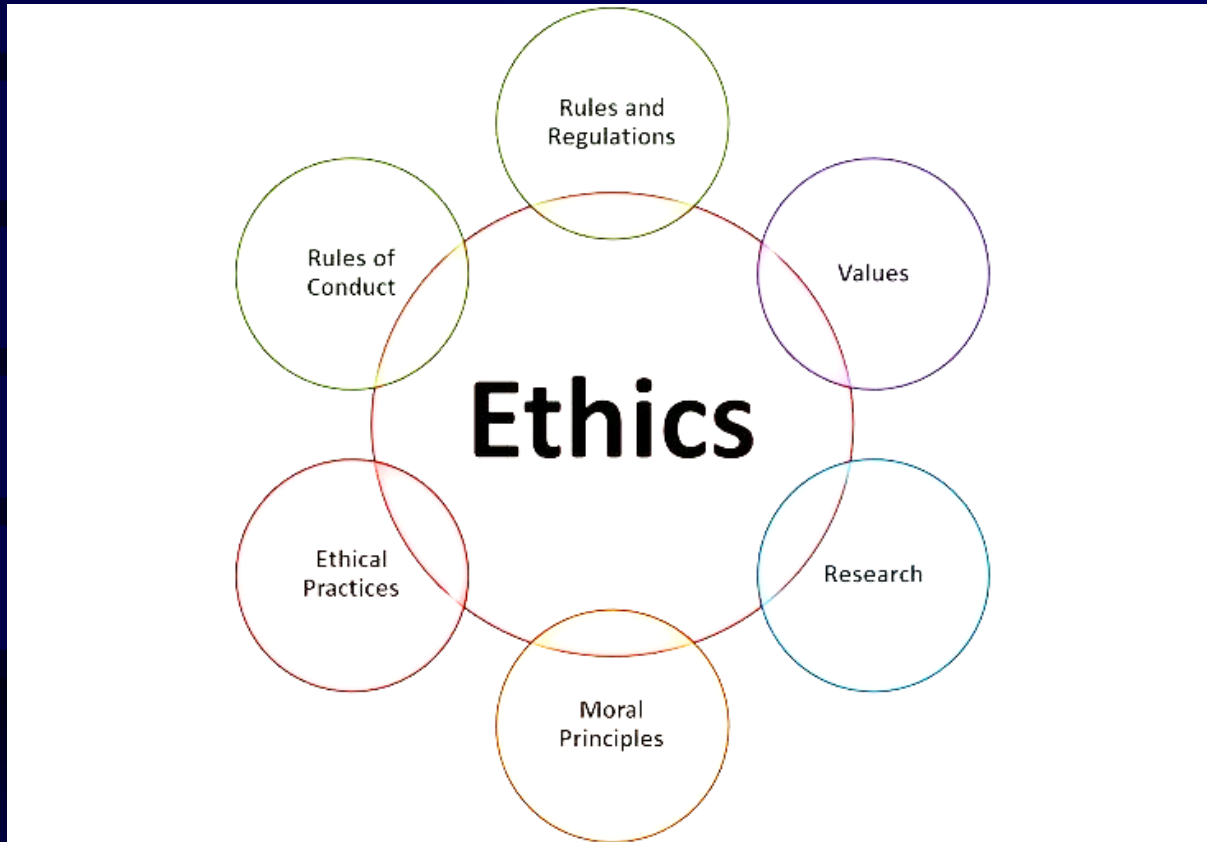 Rules and
Regulations
Rules of
Conduct
Values
Ethics
Ethical
Practices
Research
Moral
Principles